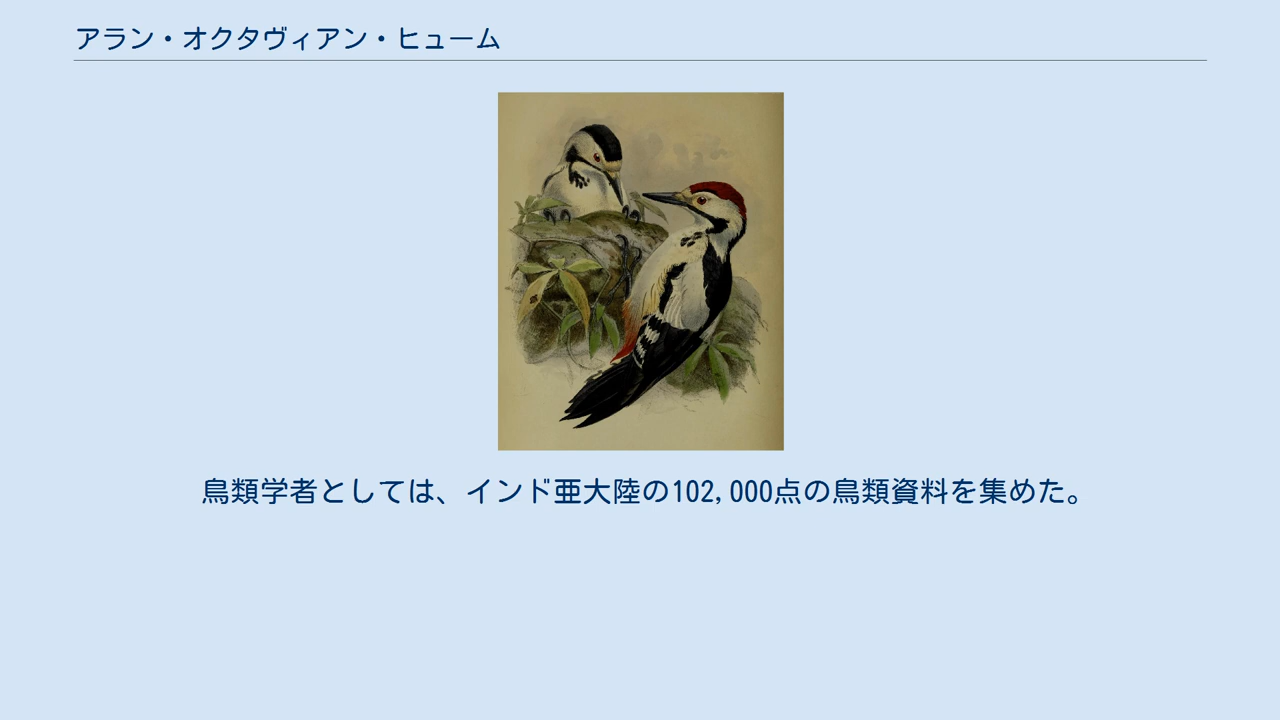 アラン・オクタヴィアン・ヒューム
鳥類学者としては、インド亜大陸の102,000点の鳥類資料を集めた。